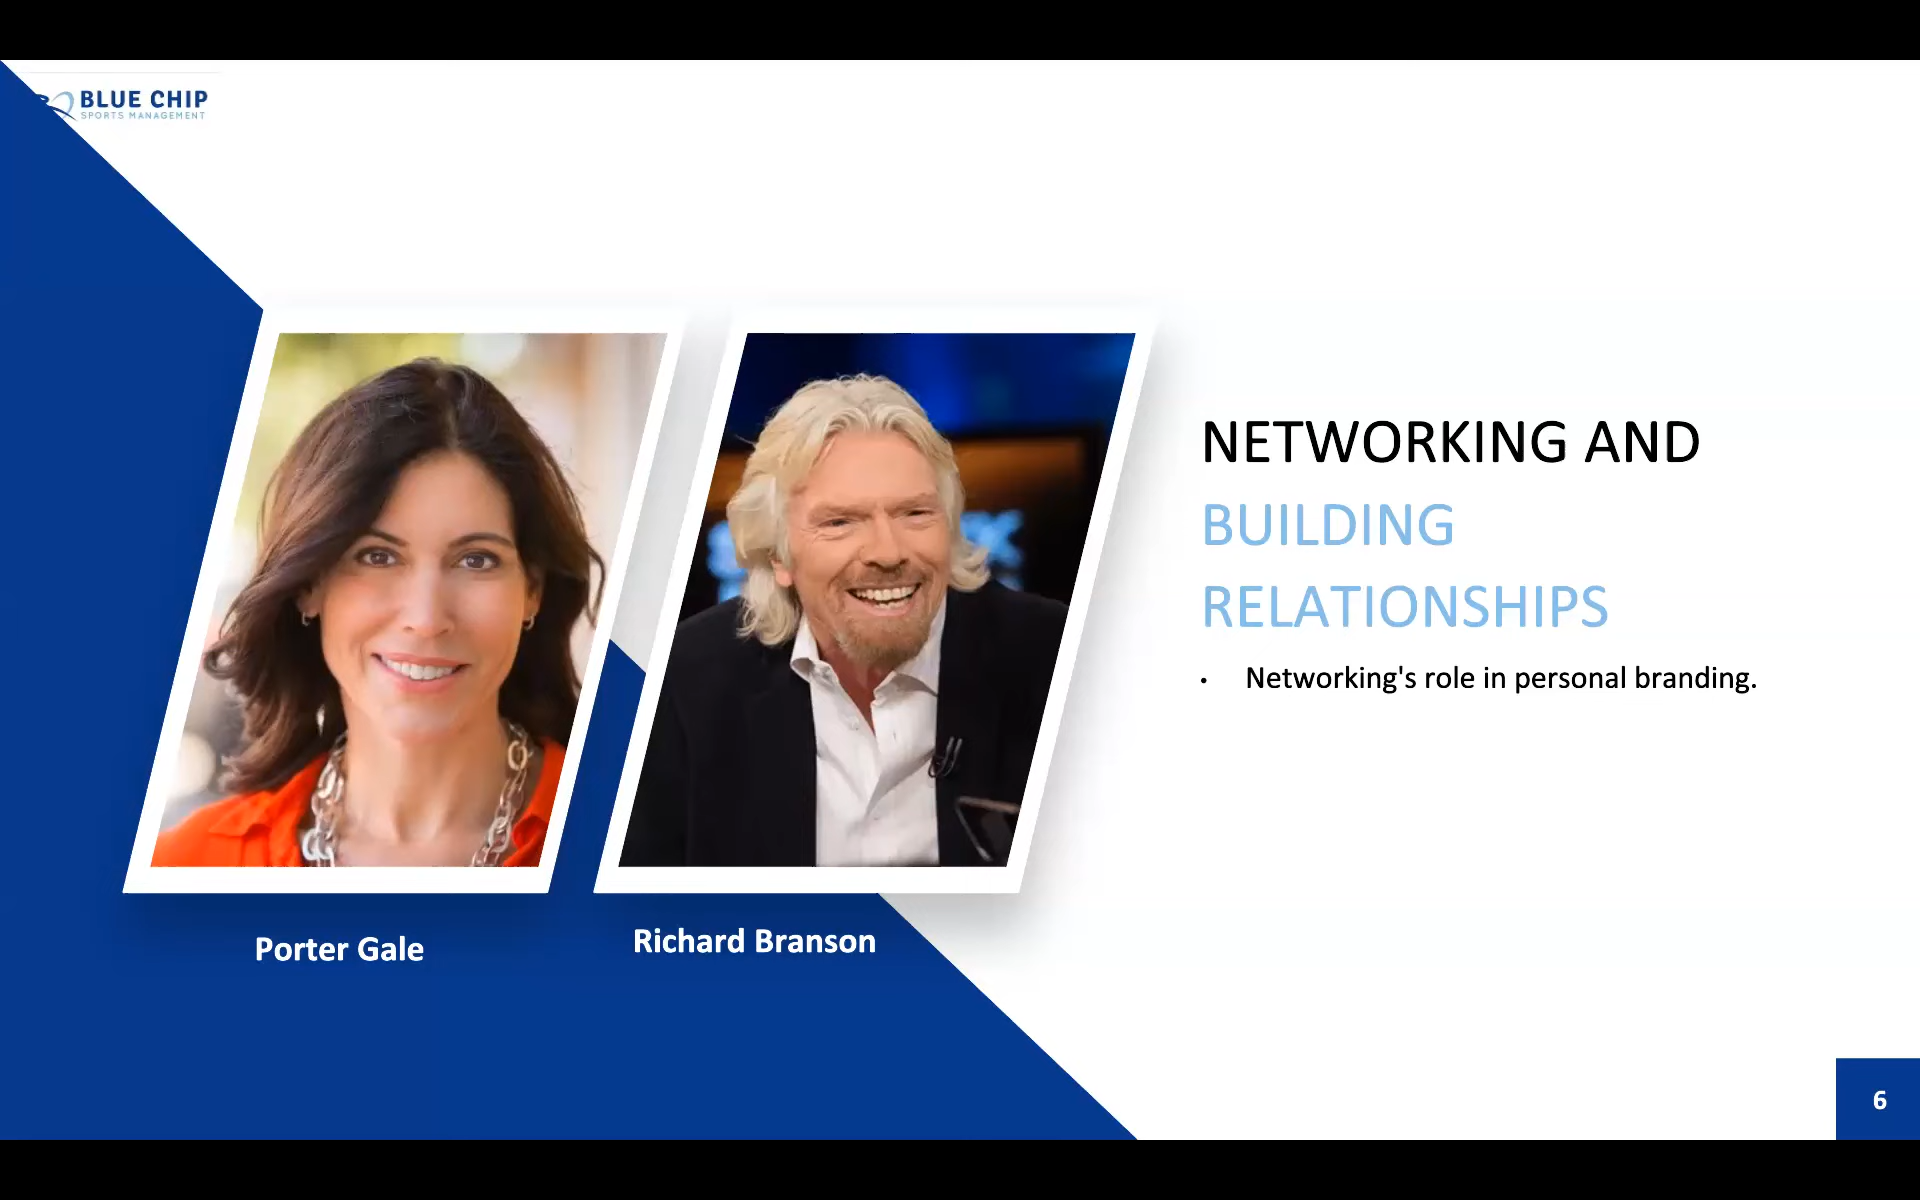 BLUE CHIP
SPORTS MANAGEMENT
NETWORKING AND
BUILDING
RELATIONSHIPS
• Networking's role in personal branding.
Porter Gale
Richard Branson
6